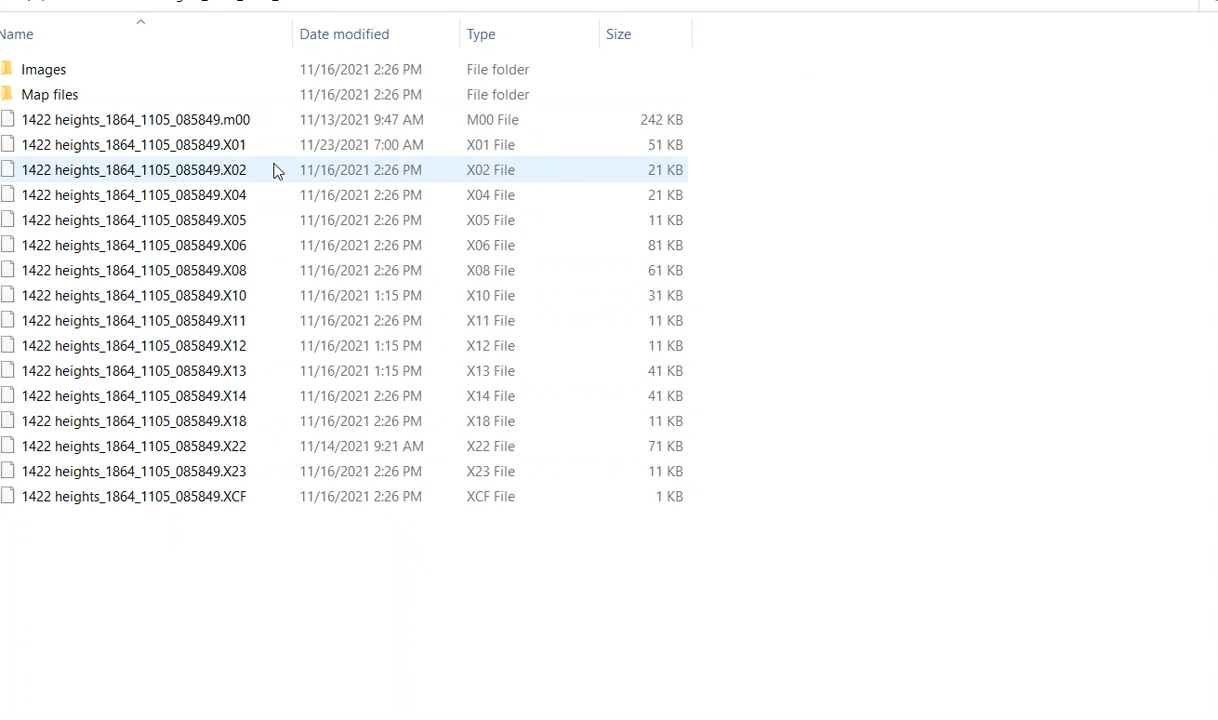 Name Date modified Type Size
Images 11/16/2021 2:26 PM File folder
Map files 11/16/2021 2:26 PM File folder
1422 heights_1864_1105_085849.m00 11/13/2021 9:47 AM M00 File 242 KB
1422 heights_1864_1105_085849.X01 11/23/2021 7:00 AM X01 File 51 KB
1422 heights_1864_1105_085849.X02 11/16/2021 2:26 PM X02 File 21 KB
1422 heights_1864_1105_085849.X04 11/16/2021 2:26 PM X04 File 21 KB
1422 heights_1864_1105_085849.X05 11/16/2021 2:26 PM X05 File 11 KB
1422 heights_1864_1105_085849.X06 11/16/2021 2:26 PM X06 File 81 KB
1422 heights_1864_1105_085849.X08 11/16/2021 2:26 PM X08 File 61 KB
1422 heights_1864_1105_085849.X10 11/16/2021 1:15 PM X10 File 31 KB
1422 heights_1864_1105_085849.X11 11/16/2021 2:26 PM X11 File 11 KB
1422 heights_1864_1105_085849.X12 11/16/2021 1:15 PM X12 File 11 KB
1422 heights_1864_1105_085849.X13 11/16/2021 1:15 PM X13 File 41 KB
1422 heights_1864_1105_085849.X14 11/16/2021 2:26 PM X14 File 41 KB
1422 heights_1864_1105_085849.X18 11/16/2021 2:26 PM X18 File 11 KB
1422 heights_1864_1105_085849.X22 11/14/2021 9:21 AM X22 File 71 KB
1422 heights_1864_1105_085849.X23 11/16/2021 2:26 PM X23 File 11 KB
1422 heights_1864_1105_085849.XCF 11/16/2021 2:26 PM XCF File 1 KB